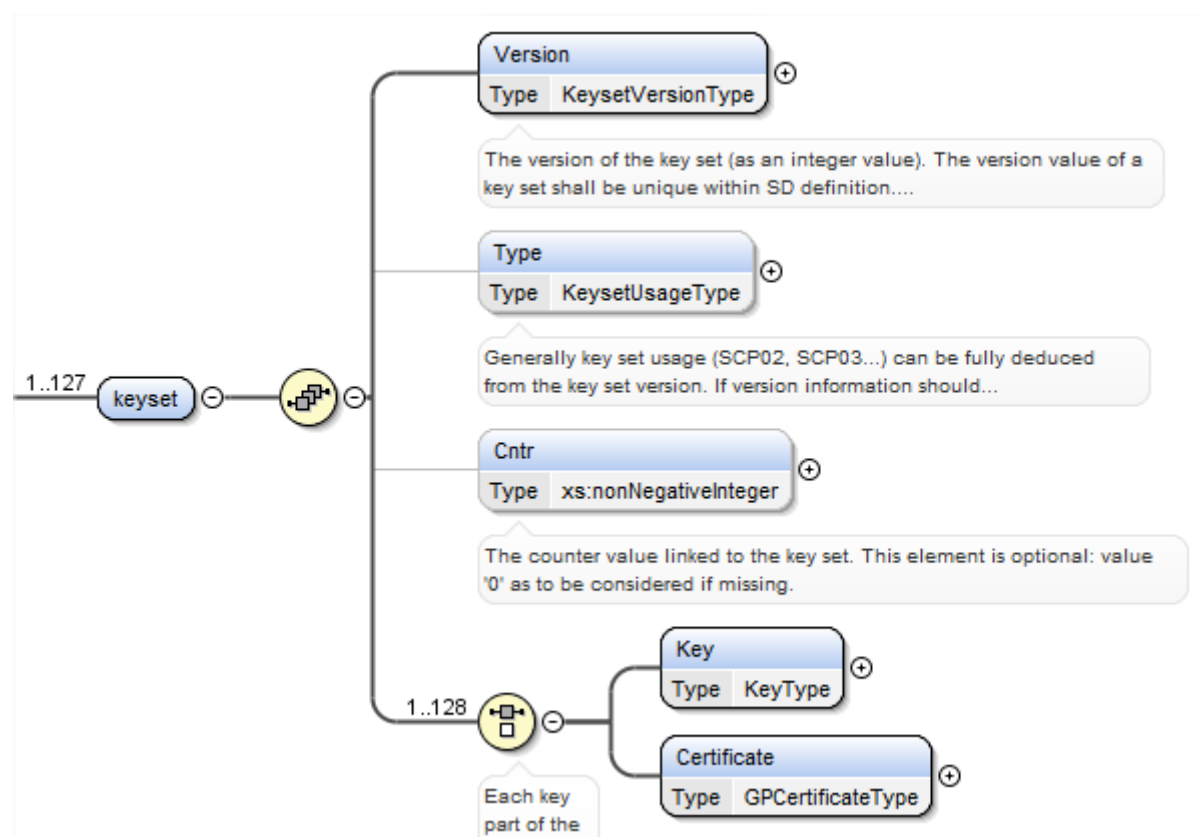 Version
Type KeysetVersionType
The version of the key set (as an integer value). The version value of a
key set shall be unique within SD definition....
Type
Type KeysetUsageType
Generally key set usage (SCP02, SCP03...) can be fully deduced
from the key set version. If version information should...
1..127
keyset
Cntr
Type xs:nonNegativeInteger
The counter value linked to the key set. This element is optional: value
'0' as to be considered if missing.
1..128
Key
Type KeyType
Certificate
Type GPCertificateType
Each key
part of the